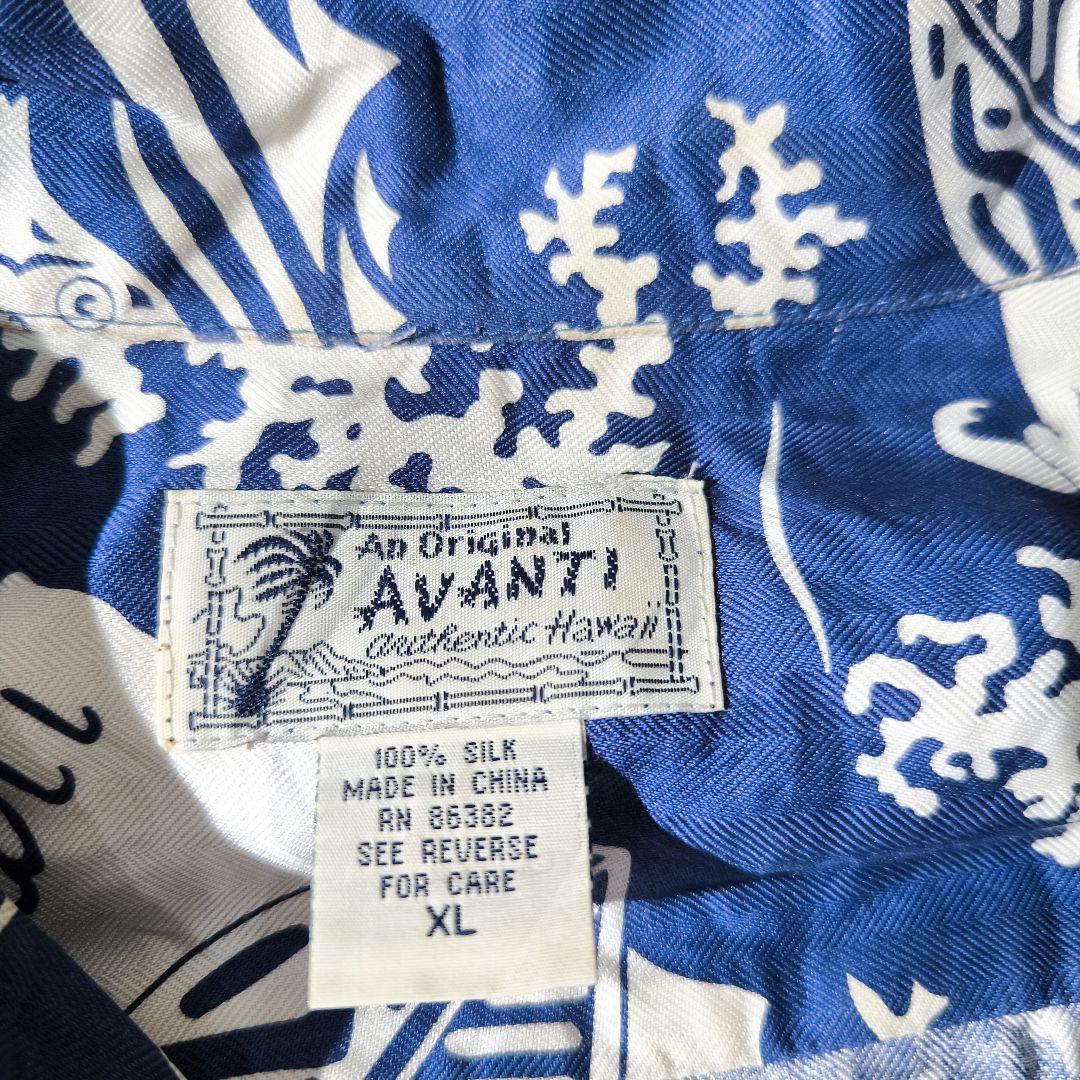 An Original
AVANTI
authentic Hawaii
100% SILK
MADE IN CHINA
RN 86382
SEE REVERSE
FOR CARE
XL